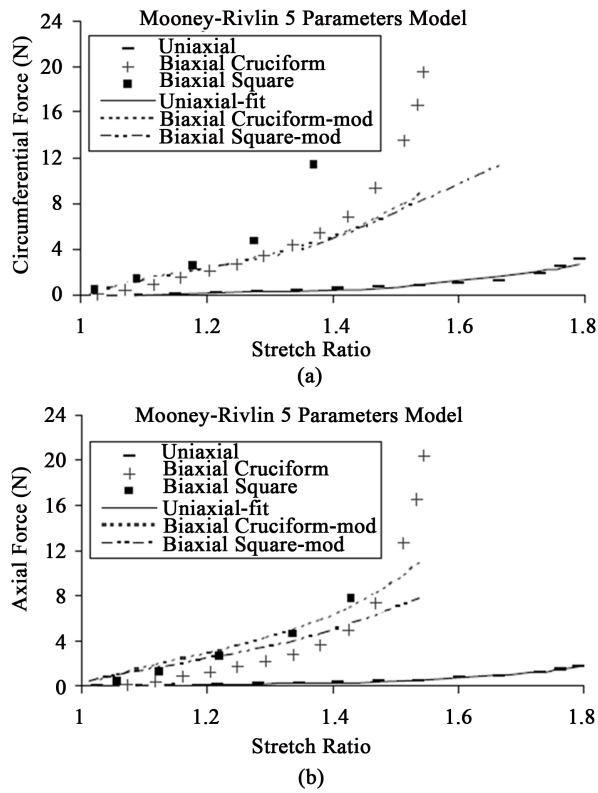 Mooney-Rivlin 5 Parameters Model
24
20
16
12
8
4
0
Circumferential Force (N)
Uniaxial
Biaxial Cruciform
Biaxial Square
Uniaxial-fit
Biaxial Cruciform-mod
Biaxial Square-mod
1 1.2 1.4 1.6 1.8
Stretch Ratio
(a)
Mooney-Rivlin 5 Parameters Model
24
20
16
12
8
4
0
Axial Force (N)
Uniaxial
Biaxial Cruciform
Biaxial Square
Uniaxial-fit
Biaxial Cruciform-mod
Biaxial Square-mod
1 1.2 1.4 1.6 1.8
Stretch Ratio
(b)